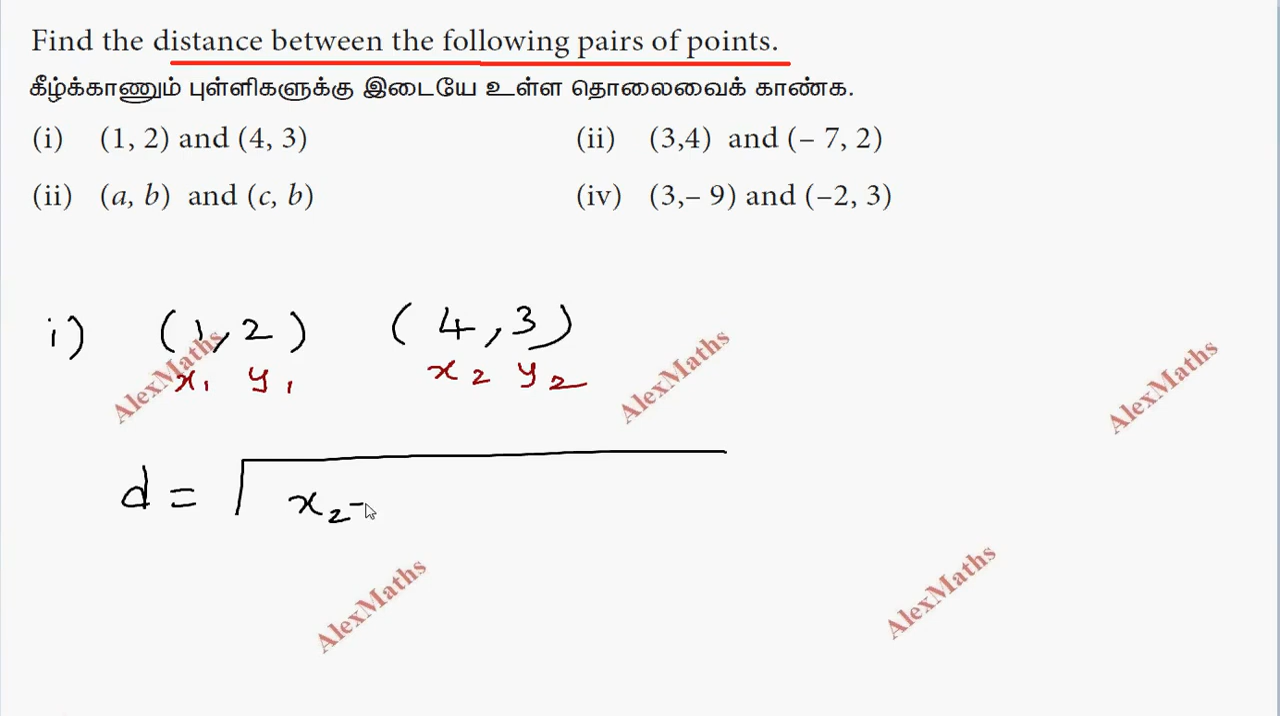 Find the distance between the following pairs of points.
கீழ்க்காணும் புள்ளிகளுக்கு இடையே உள்ள தொலைவைக் காண்க.
(i) (1, 2) and (4, 3) (ii) (3,4) and (– 7, 2)
(ii) (a, b) and (c, b) (iv) (3,– 9) and (–2, 3)
i) (1, 2) (4, 3)
x₁ y₁ x₂ y₂
AlexMaths AlexMaths AlexMaths
d = √ x₂ -
AlexMaths AlexMaths